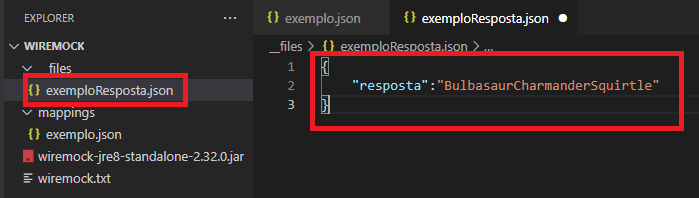 EXPLORER
WIREMOCK
__files
exemploResposta.json
mappings
exemplo.json
wiremock-jre8-standalone-2.32.0.jar
wiremock.txt
{} exemplo.json
{} exemploResposta.json ●
__files > {} exemploResposta.json > ...
1 {
2 "resposta":"BulbasaurCharmanderSquirtle"
3 }